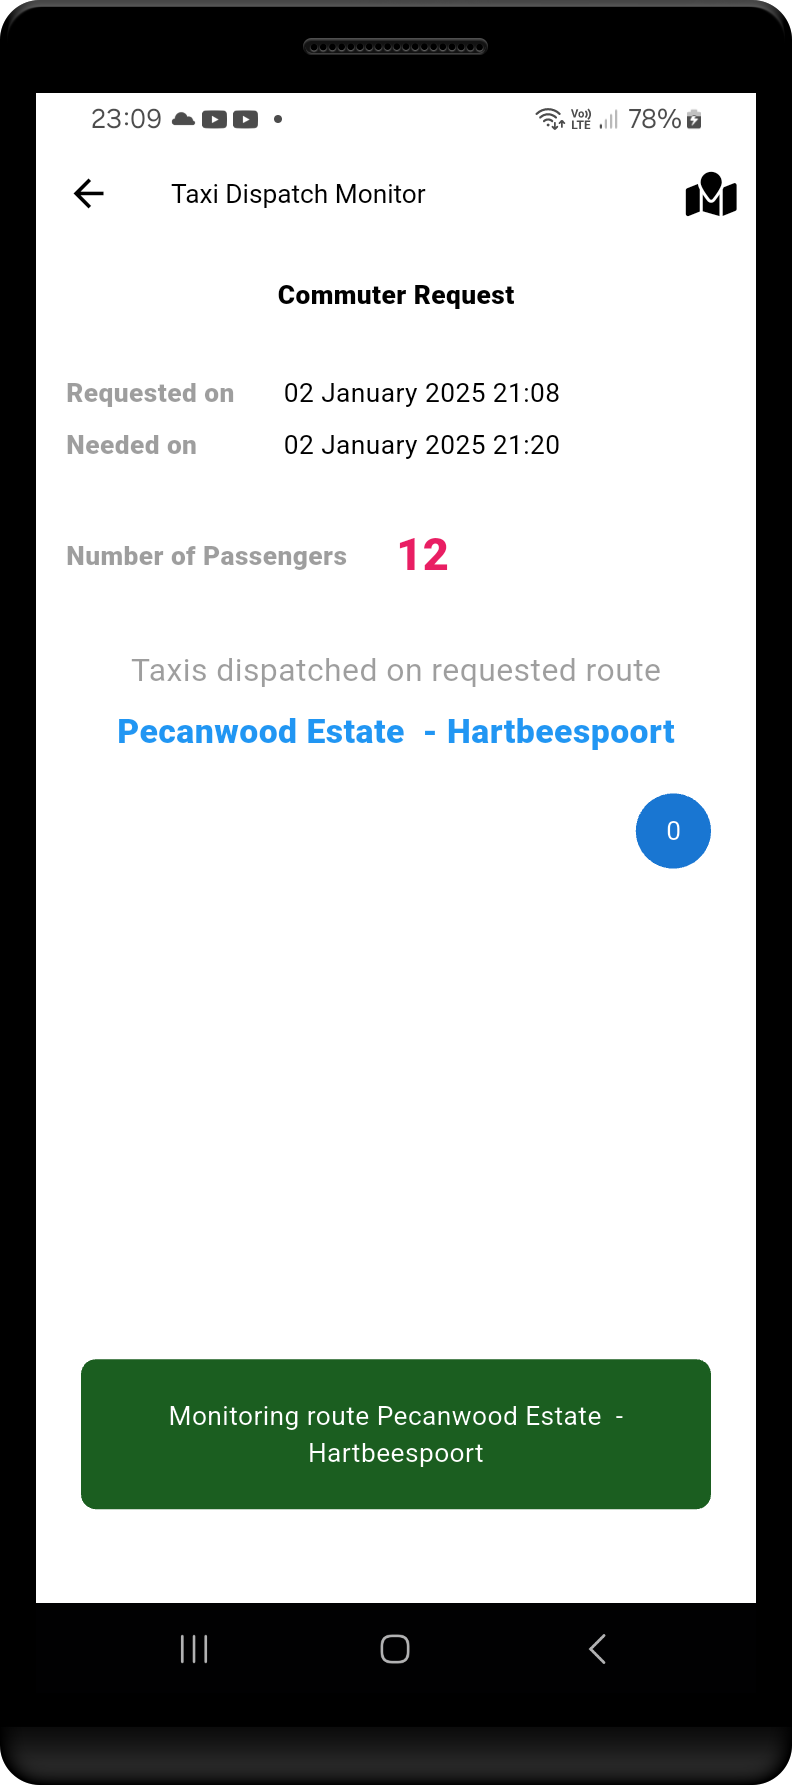 23:09 Vo)) LTE 78%
Taxi Dispatch Monitor
Commuter Request
Requested on 02 January 2025 21:08
Needed on 02 January 2025 21:20
Number of Passengers 12
Taxis dispatched on requested route
Pecanwood Estate  - Hartbeespoort
0
Monitoring route Pecanwood Estate  -
Hartbeespoort